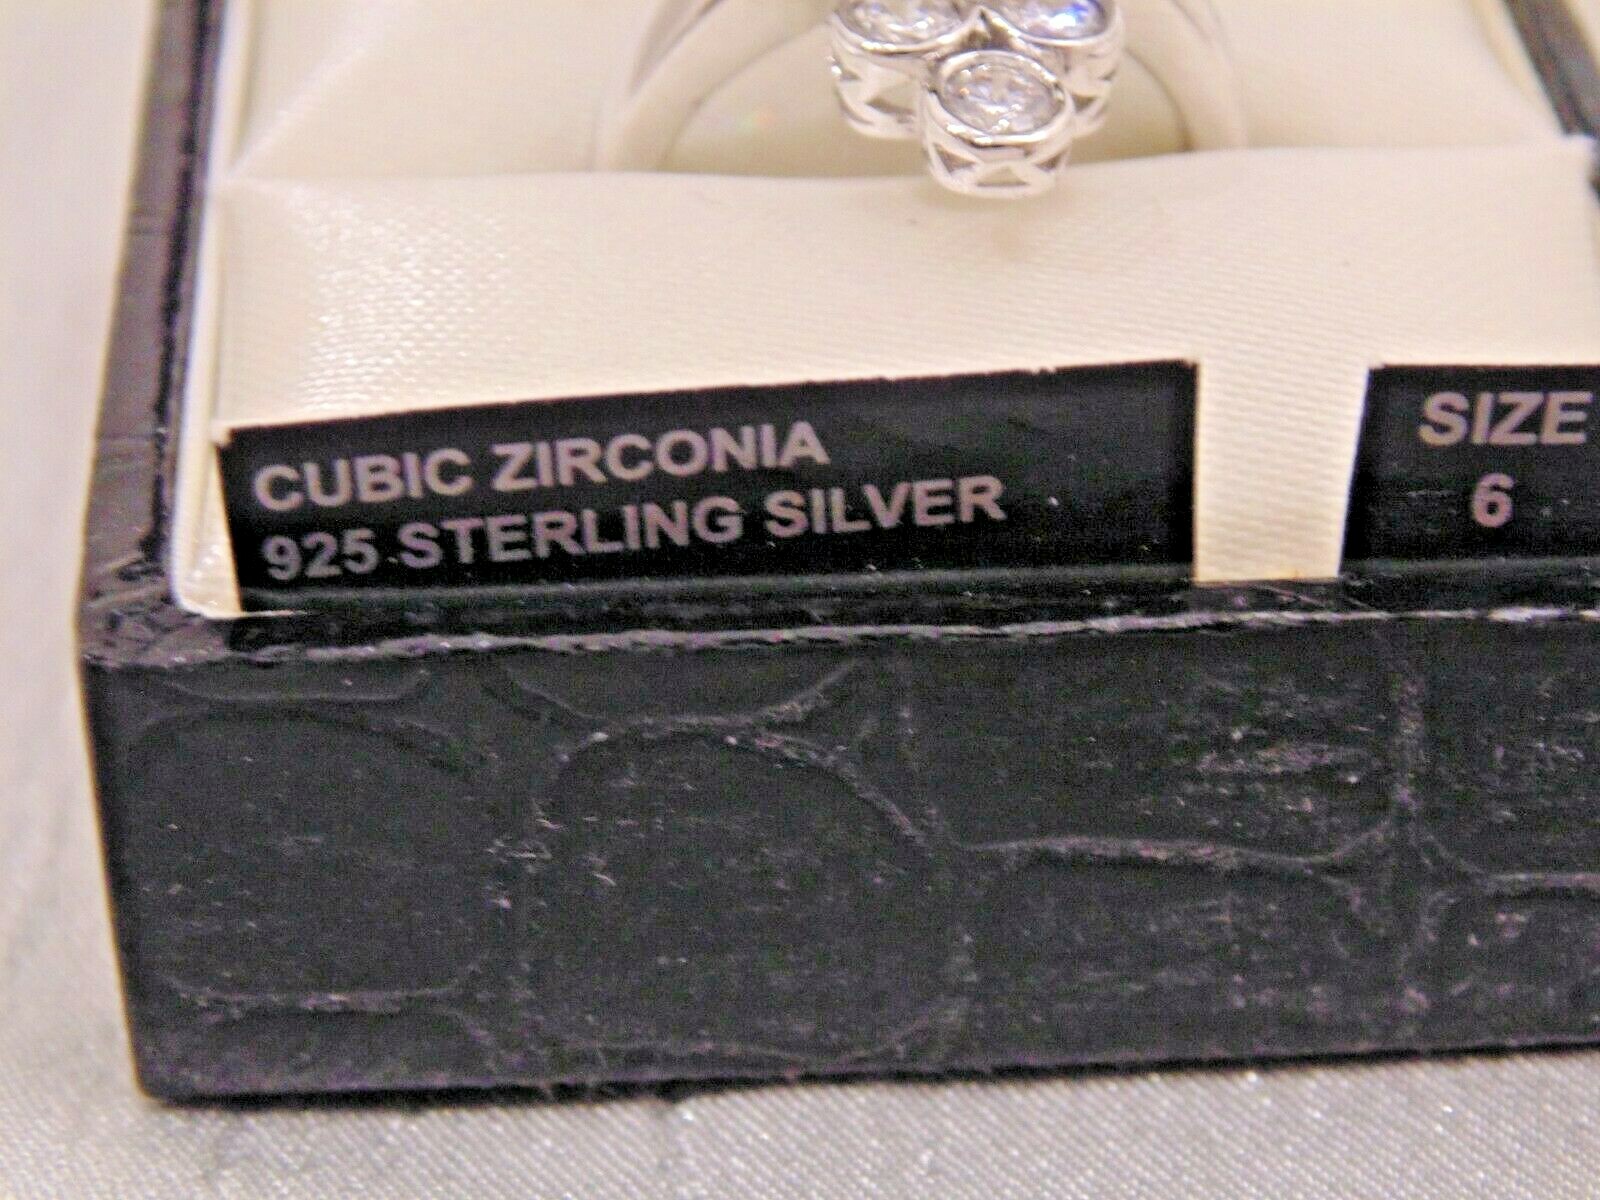 CUBIC ZIRCONIA
925 STERLING SILVER
SIZE
6